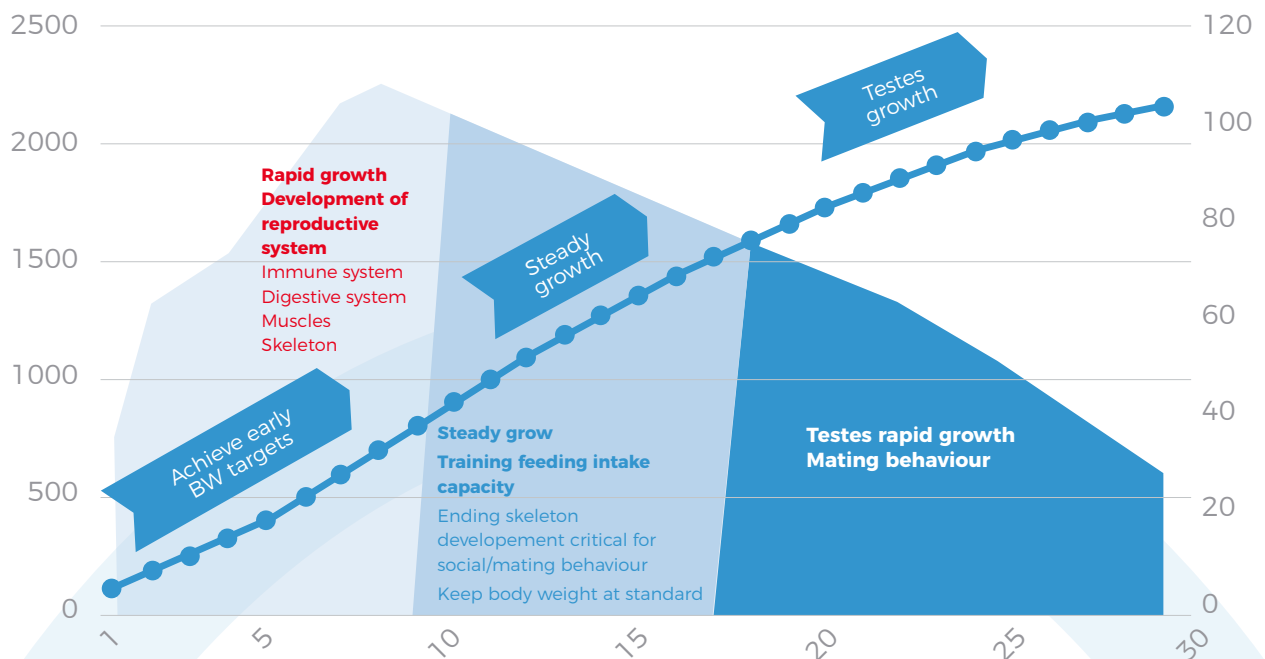 2500
2000
1500
1000
500
0
120
100
80
60
40
20
0
Testes
growth
Rapid growth
Development of
reproductive
system
Immune system
Digestive system
Muscles
Skeleton
Steady
growth
Achieve early
BW targets
Steady grow
Training feeding intake
capacity
Ending skeleton
developement critical for
social/mating behaviour
Keep body weight at standard
Testes rapid growth
Mating behaviour
1
5
10
15
20
25
30